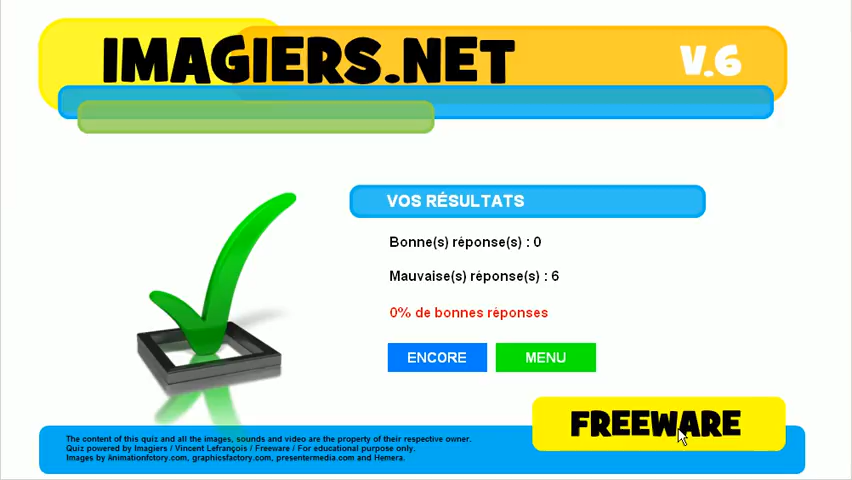 IMAGIERS.NET
V.6
VOS RÉSULTATS
Bonne(s) réponse(s) : 0
Mauvaise(s) réponse(s) : 6
0% de bonnes réponses
ENCORE
MENU
FREEWARE
The content of this quiz and all the images, sounds and video are the property of their respective owner.
Quiz powered by Imagiers / Vincent Lefrançois / Freeware / For educational purpose only.
Images by Animationfctory.com, graphicsfactory.com, presentermedia.com and Hemera.